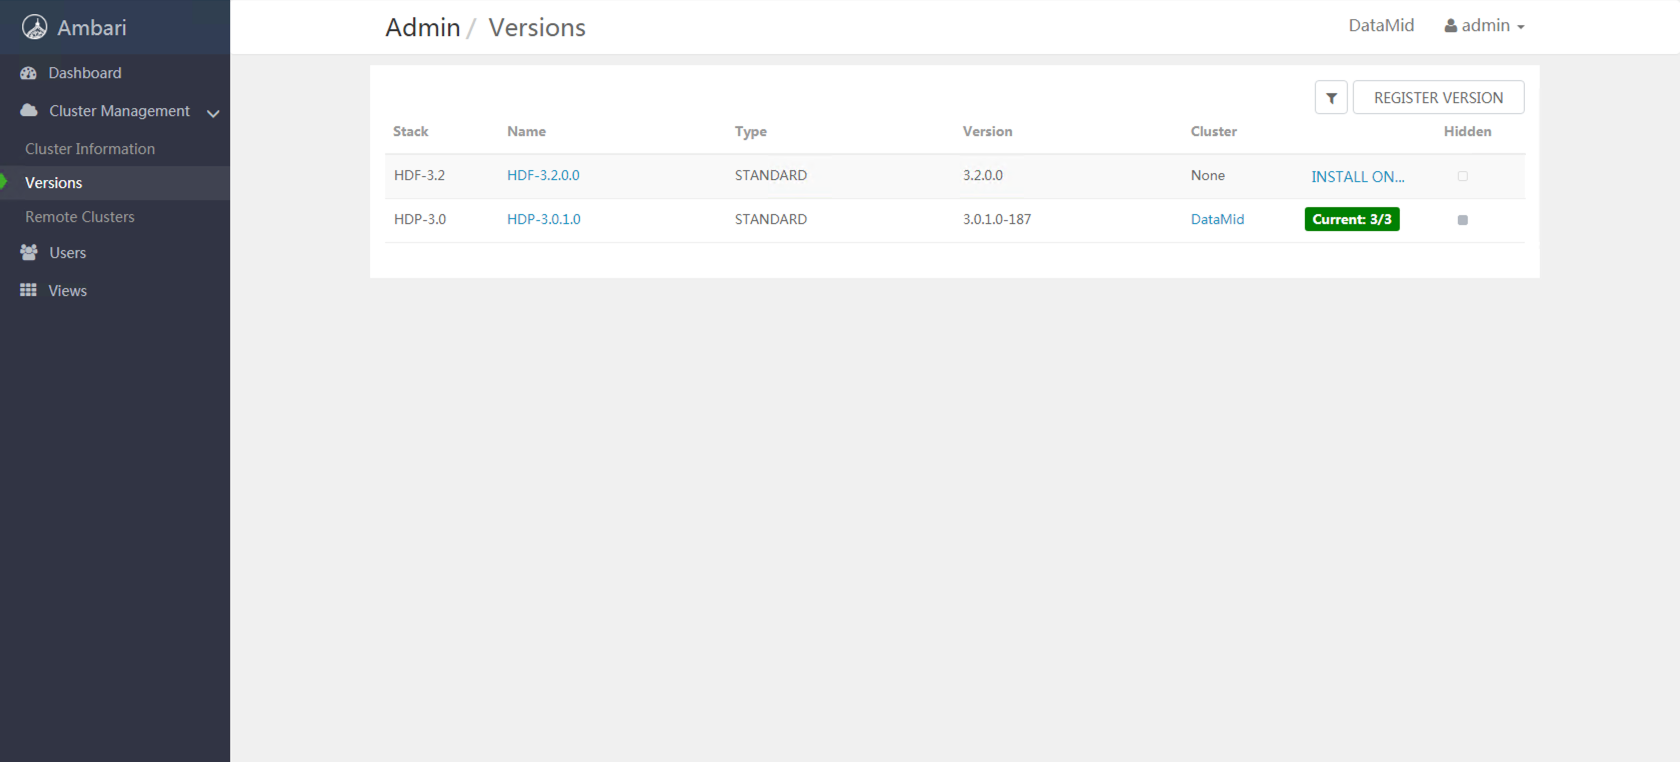 Ambari
Admin / Versions
DataMid
admin
Dashboard
Cluster Management
Cluster Information
Versions
Remote Clusters
Users
Views
REGISTER VERSION
Stack Name Type Version Cluster Hidden
HDF-3.2 HDF-3.2.0.0 STANDARD 3.2.0.0 None INSTALL ON...
HDP-3.0 HDP-3.0.1.0 STANDARD 3.0.1.0-187 DataMid Current: 3/3